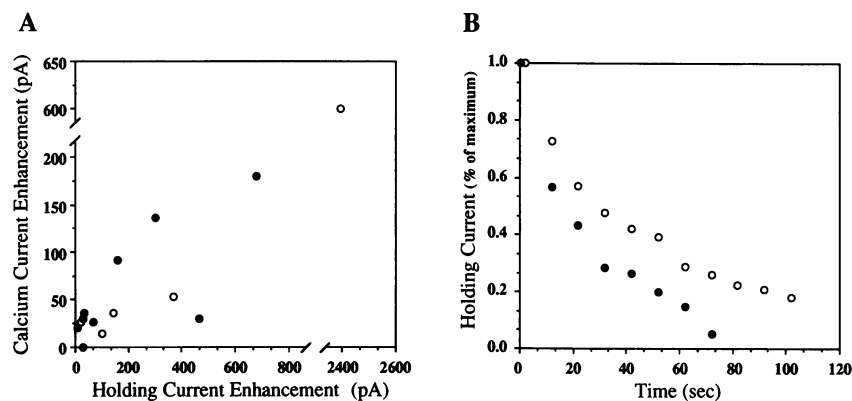 A
Calcium Current Enhancement (pA)
650
600
200
150
100
50
0
0 200 400 600 800 2400 2600
Holding Current Enhancement (pA)
B
Holding Current (% of maximum)
1.0
0.8
0.6
0.4
0.2
0.0
0 20 40 60 80 100 120
Time (sec)